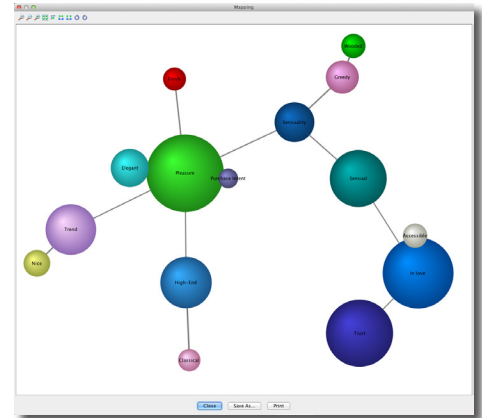 Mapping
Wooded
Greedy
Sensuality
Elegant
Pleasure
Purchase Intent
Sensual
Trend
Accessible
Nice
High-End
In love
Trust
Classical
Close
Save As...
Print